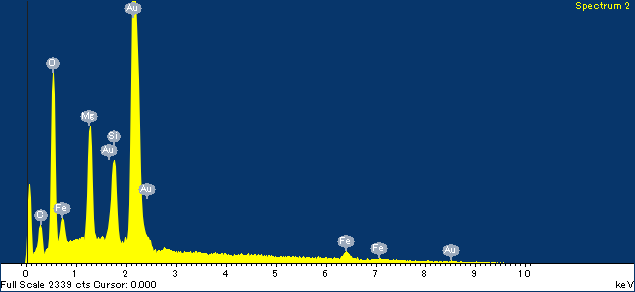 Spectrum 2
Au
O
Mg
Si
Au
Au
Fe
Fe
Fe
Au
0 1 2 3 4 5 6 7 8 9 10
Full Scale 2339 cts Cursor: 0.000 keV